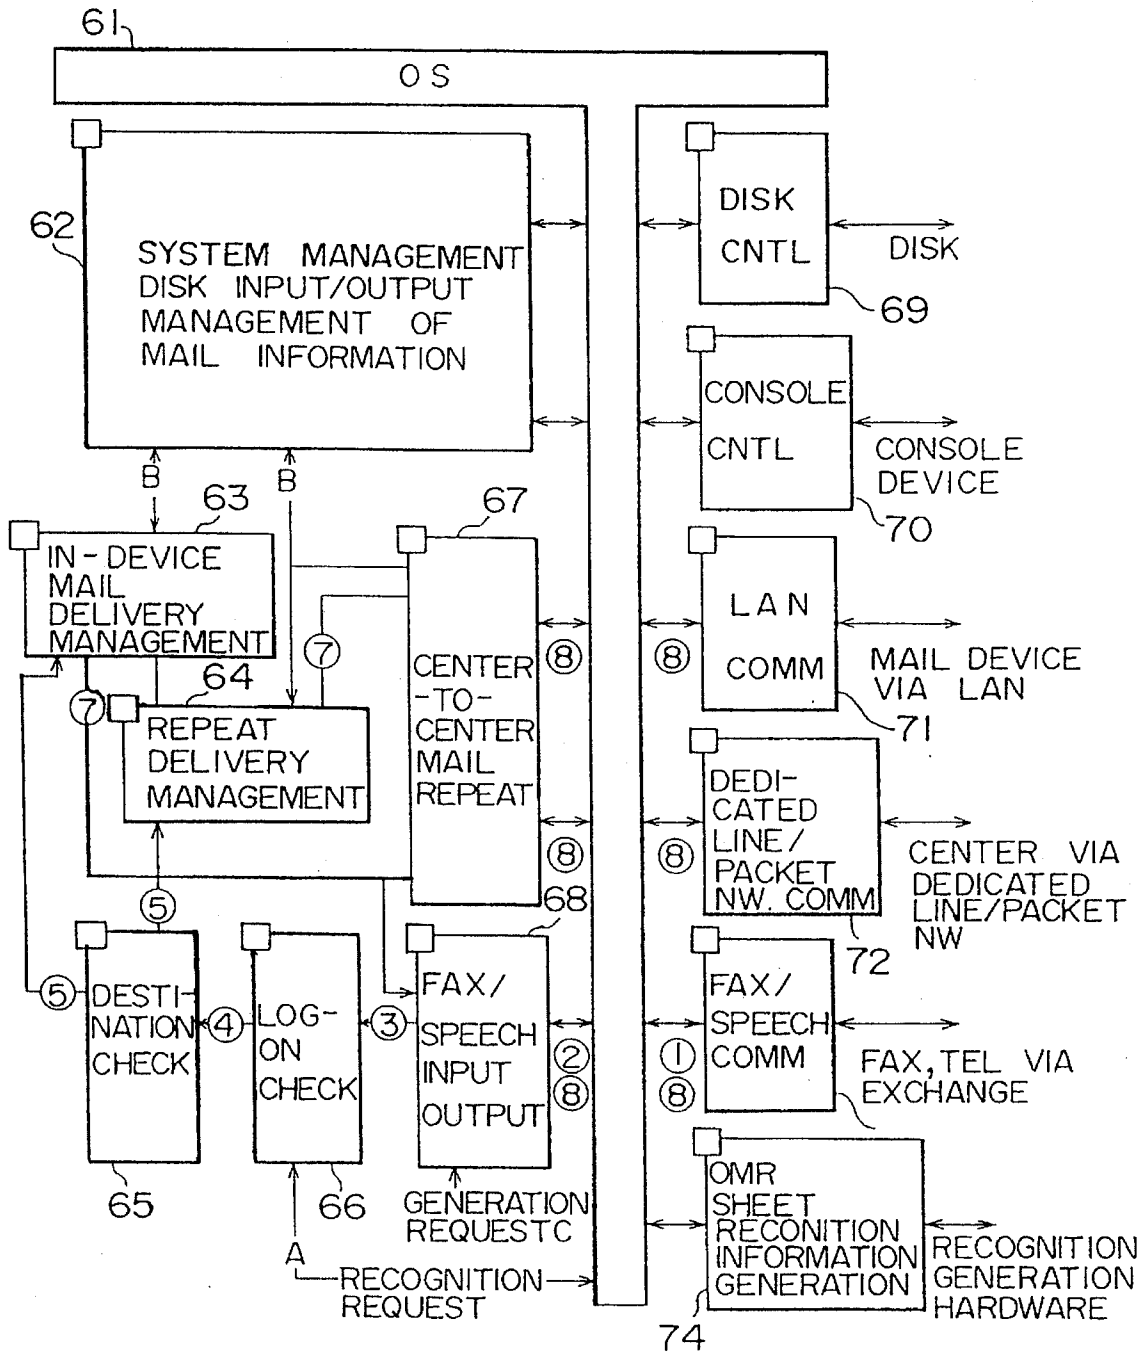 61
OS
62
SYSTEM MANAGEMENT
DISK INPUT/OUTPUT
MANAGEMENT OF
MAIL INFORMATION
DISK
CNTL
DISK
69
CONSOLE
CNTL
CONSOLE
DEVICE
70
B
B
63
IN-DEVICE
MAIL
DELIVERY
MANAGEMENT
67
CENTER
-TO-
CENTER
MAIL
REPEAT
⑦
⑦
64
REPEAT
DELIVERY
MANAGEMENT
⑧
⑧
LAN
COMM
MAIL DEVICE
VIA LAN
71
⑧
⑧
DEDI-
CATED
LINE/
PACKET
NW. COMM
CENTER VIA
DEDICATED
LINE/PACKET
NW
72
⑤
⑤
DESTI-
NATION
CHECK
65
④
LOG-
ON
CHECK
66
③
68
FAX/
SPEECH
INPUT
OUTPUT
②
⑧
①
⑧
FAX/
SPEECH
COMM
FAX, TEL VIA
EXCHANGE
GENERATION
REQUESTC
A
RECOGNITION
REQUEST
OMR
SHEET
RECONITION
INFORMATION
GENERATION
RECOGNITION
GENERATION
HARDWARE
74